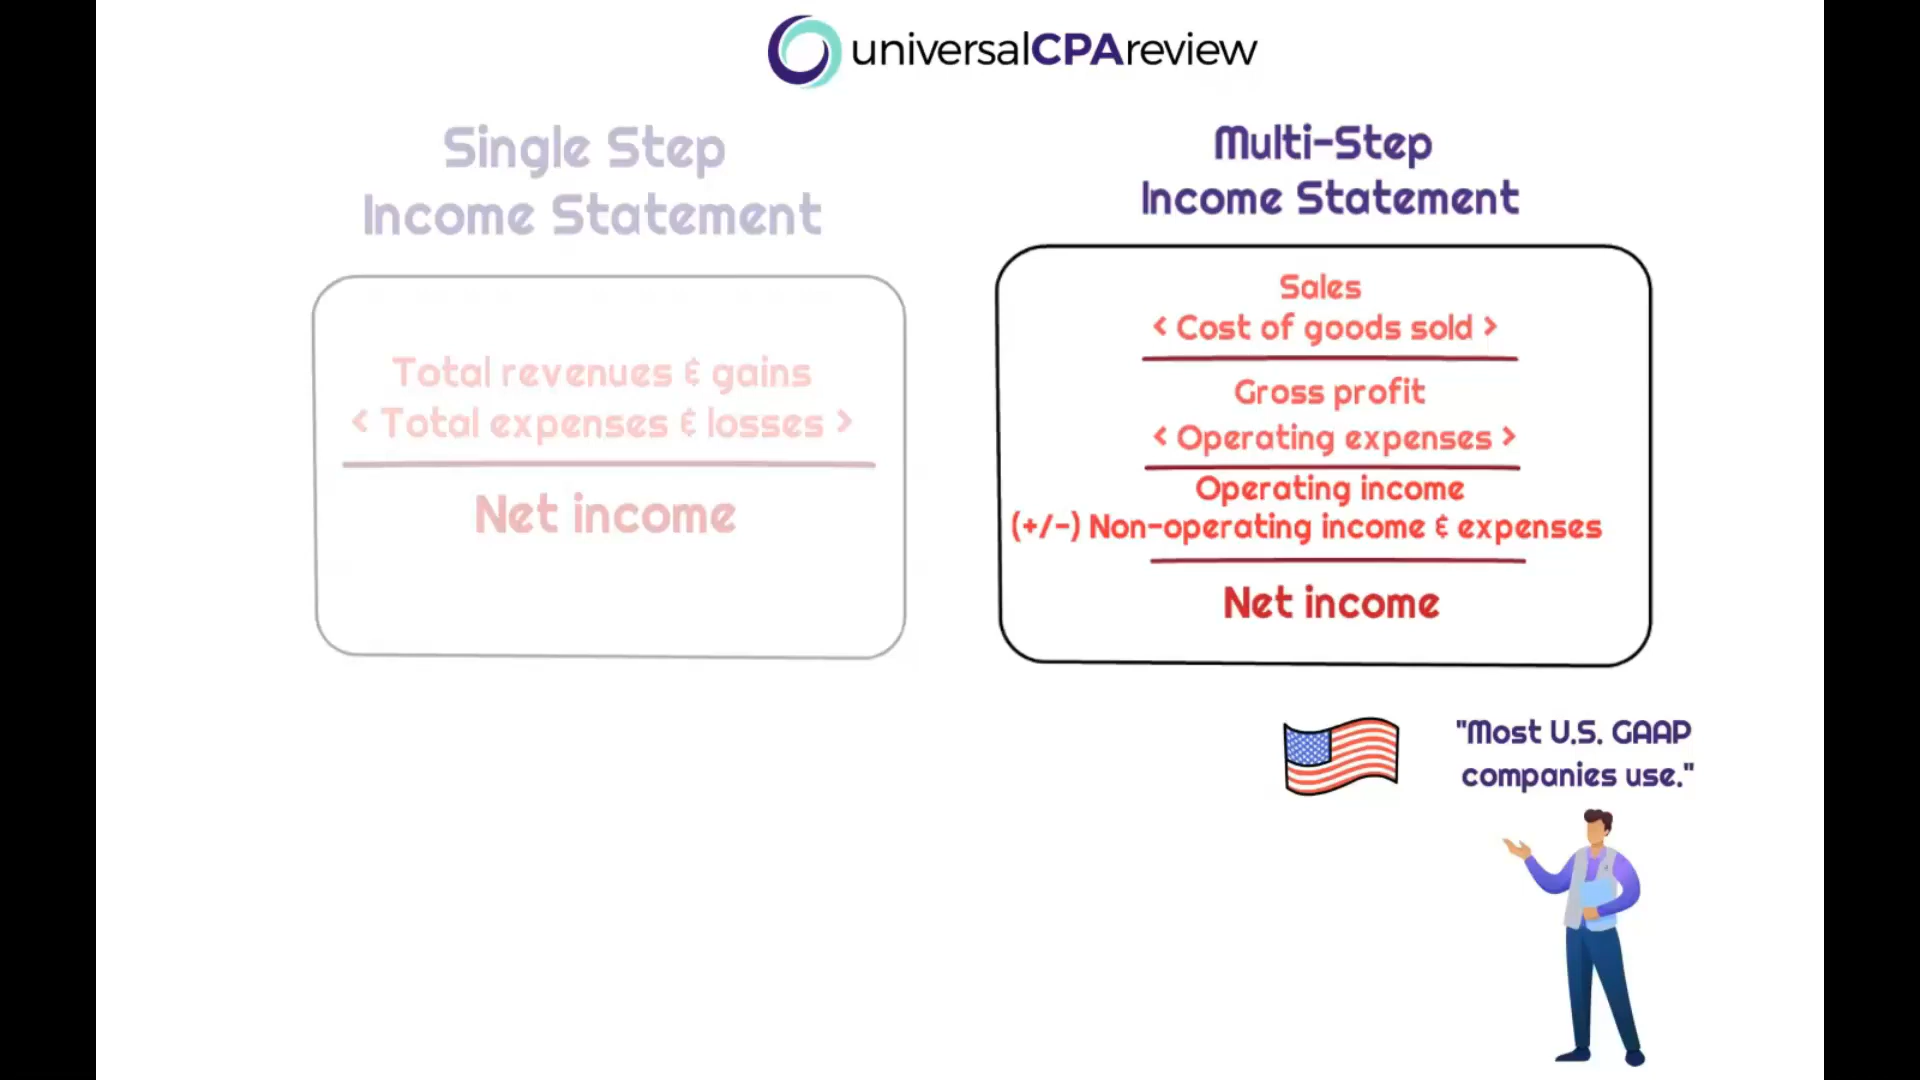 universalCPAreview
Single Step
Income Statement
Total revenues & gains
< Total expenses & losses >
Net income
Multi-Step
Income Statement
Sales
< Cost of goods sold >
Gross profit
< Operating expenses >
Operating income
(+/-) Non-operating income & expenses
Net income
"Most U.S. GAAP
companies use."